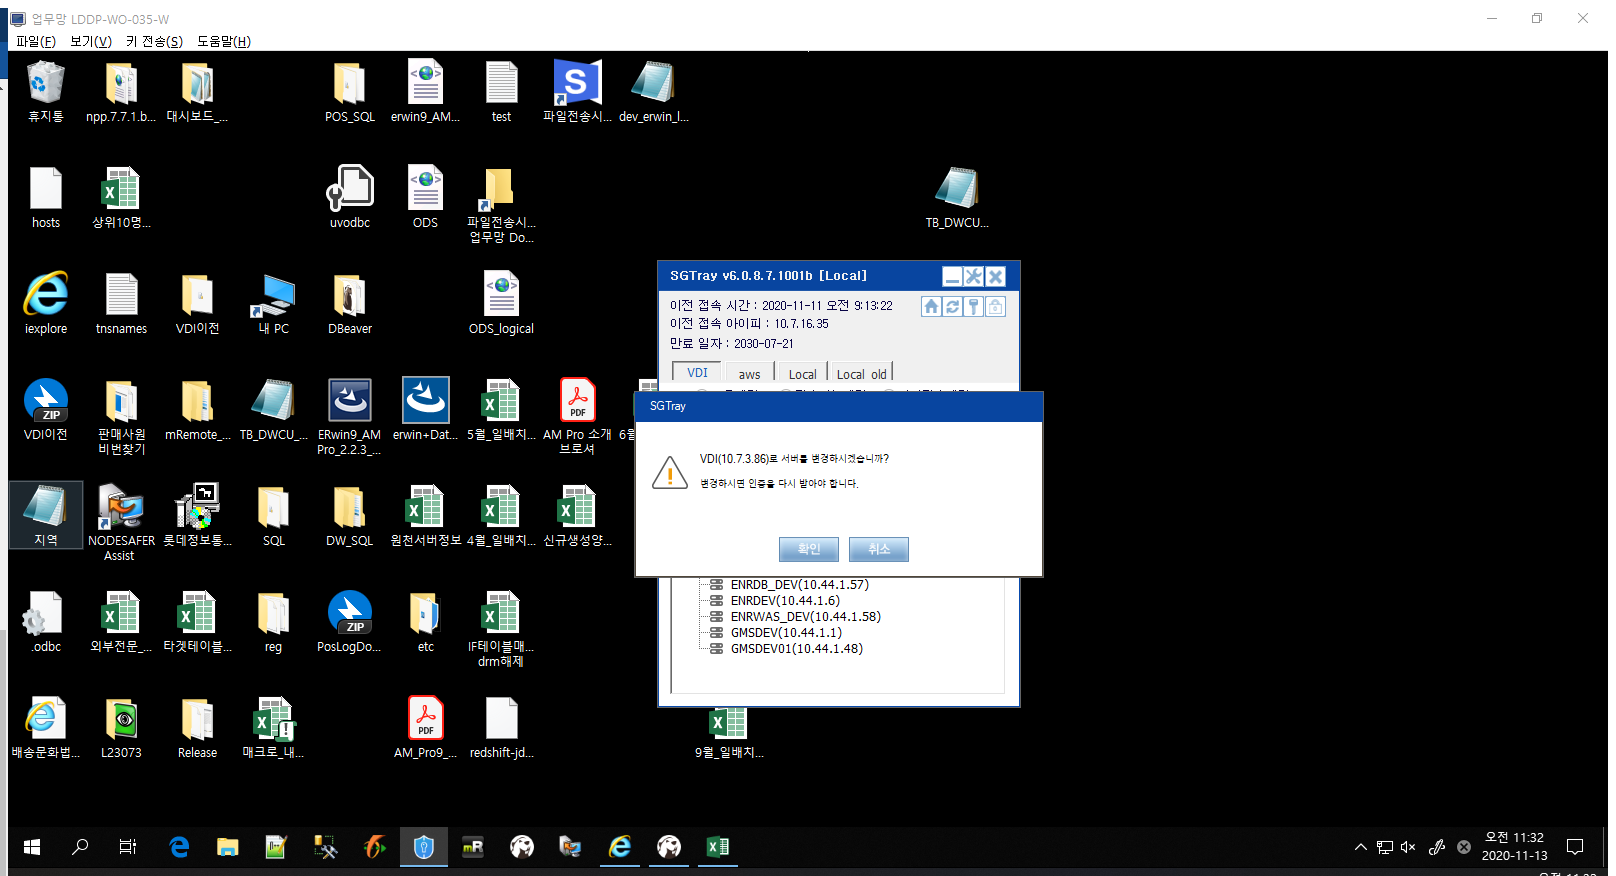 업무망 LDDP-WO-035-W
파일(F) 보기(V) 키 전송(S) 도움말(H)
휴지통
npp.7.7.1.b...
대시보드_...
POS_SQL
erwin9_AM...
test
파일전송시...
dev_erwin_l...
hosts
상위10명...
uvodbc
ODS
파일전송시...
업무망 Do...
TB_DWCU...
iexplore
tnsnames
VDI이전
내 PC
DBeaver
ODS_logical
ZIP
VDI이전
판매사원
비번찾기
mRemote_...
TB_DWCU_...
ERwin9_AM
Pro_2.2.3_...
erwin+Dat...
5월_일배치...
PDF
AM Pro 소개
브로셔
6월
지역
NODESAFER
Assist
롯데정보통...
SQL
DW_SQL
원천서버정보
4월_일배치...
신규생성양...
.odbc
외부전문_...
타겟테이블...
reg
ZIP
PosLogDo...
etc
IF테이블매...
drm해제
배송문화법...
L23073
Release
매크로_내...
PDF
AM_Pro9_...
redshift-jd...
9월_일배치...
SGTray v6.0.8.7.1001b [Local]
이전 접속 시간 : 2020-11-11 오전 9:13:22
이전 접속 아이피 : 10.7.16.35
만료 일자 : 2030-07-21
VDI aws Local Local_old
SGTray
VDI(10.7.3.86)로 서버를 변경하시겠습니까?
변경하시면 인증을 다시 받아야 합니다.
확인 취소
ENRDB_DEV(10.44.1.57)
ENRDEV(10.44.1.6)
ENRWAS_DEV(10.44.1.58)
GMSDEV(10.44.1.1)
GMSDEV01(10.44.1.48)
mR
오전 11:32
2020-11-13